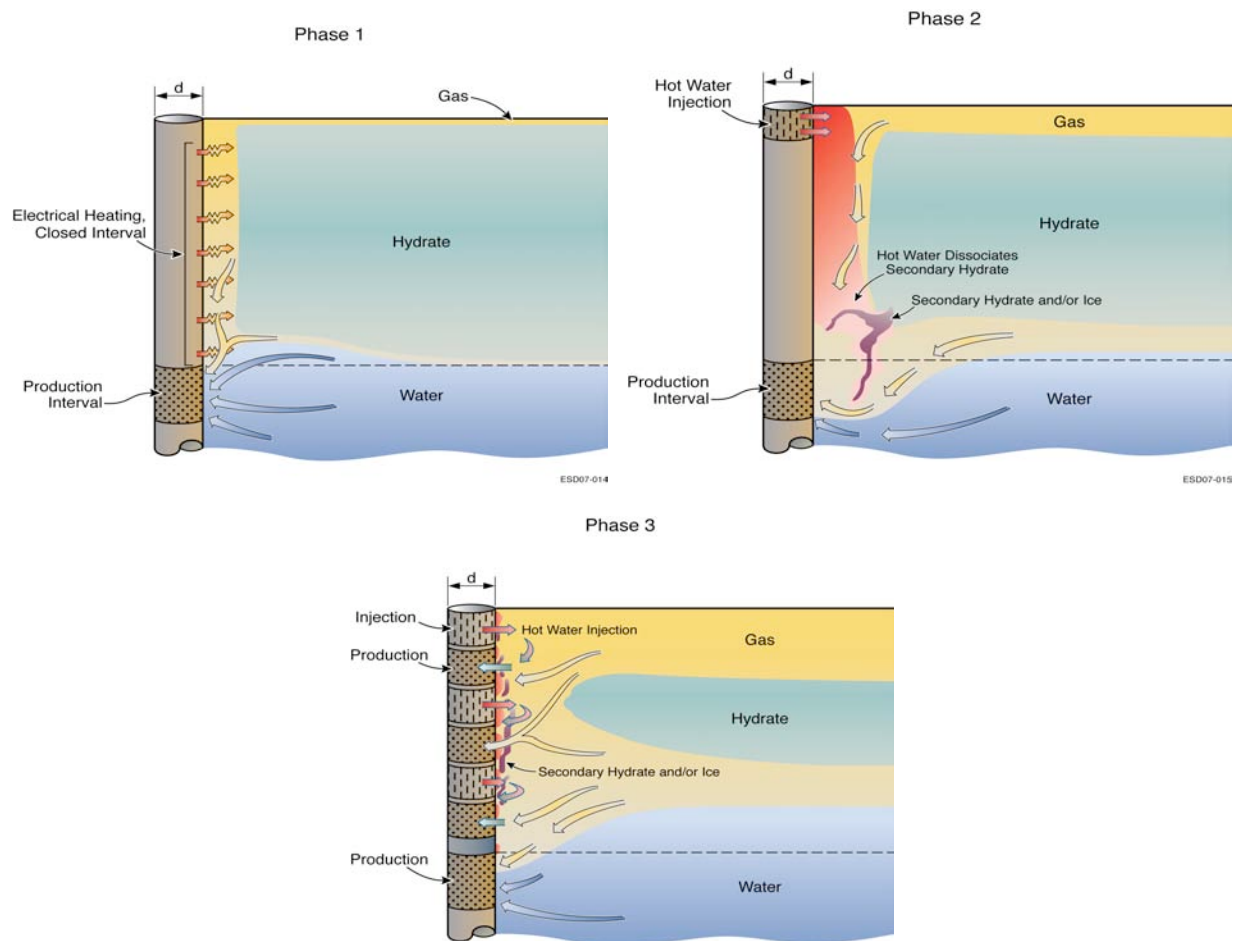 Phase 1
d
Gas
Electrical Heating,
Closed Interval
Hydrate
Production
Interval
Water
ESD07-014
Phase 2
d
Hot Water
Injection
Gas
Hydrate
Hot Water Dissociates
Secondary Hydrate
Secondary Hydrate and/or Ice
Production
Interval
Water
ESD07-015
Phase 3
d
Injection
Hot Water Injection
Gas
Production
Hydrate
Secondary Hydrate and/or Ice
Production
Water